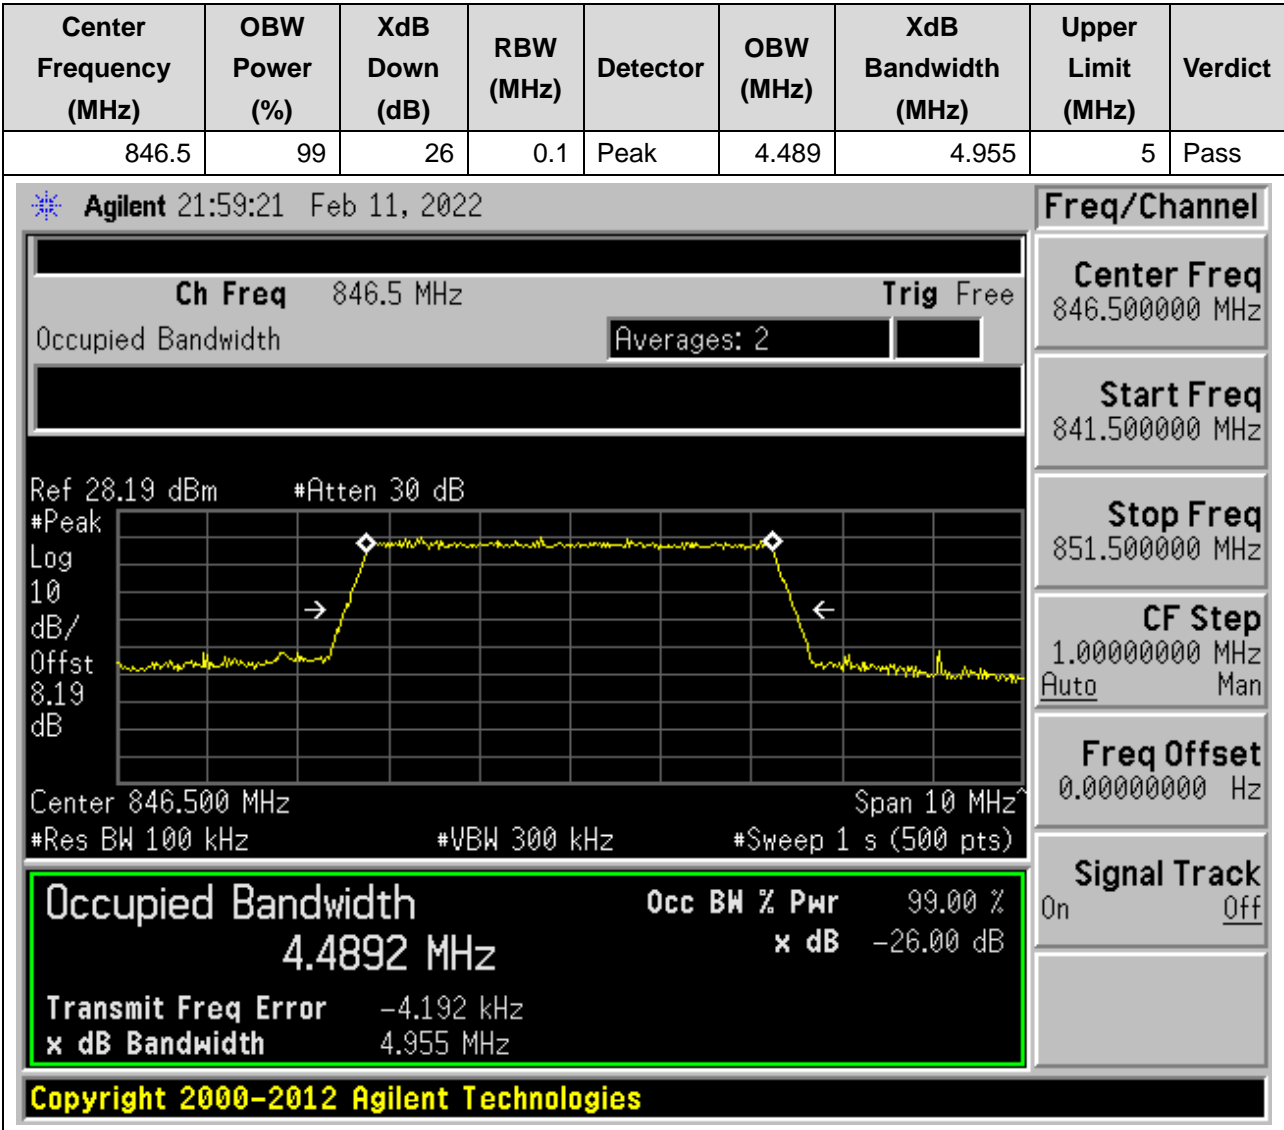 Center Frequency (MHz) OBW Power (%) XdB Down (dB) RBW (MHz) Detector OBW (MHz) XdB Bandwidth (MHz) Upper Limit (MHz) Verdict
846.5 99 26 0.1 Peak 4.489 4.955 5 Pass
Agilent 21:59:21 Feb 11, 2022
Freq/Channel
Ch Freq 846.5 MHz Trig Free
Occupied Bandwidth Averages: 2
Center Freq
846.500000 MHz
Start Freq
841.500000 MHz
Stop Freq
851.500000 MHz
CF Step
1.00000000 MHz
Auto Man
Freq Offset
0.00000000 Hz
Signal Track
On Off
Ref 28.19 dBm #Atten 30 dB
#Peak
Log
10
dB/
Offst
8.19
dB
Center 846.500 MHz Span 10 MHz^
#Res BW 100 kHz #VBW 300 kHz #Sweep 1 s (500 pts)
Occupied Bandwidth Occ BW % Pwr 99.00 %
4.4892 MHz x dB -26.00 dB
Transmit Freq Error -4.192 kHz
x dB Bandwidth 4.955 MHz
Copyright 2000-2012 Agilent Technologies